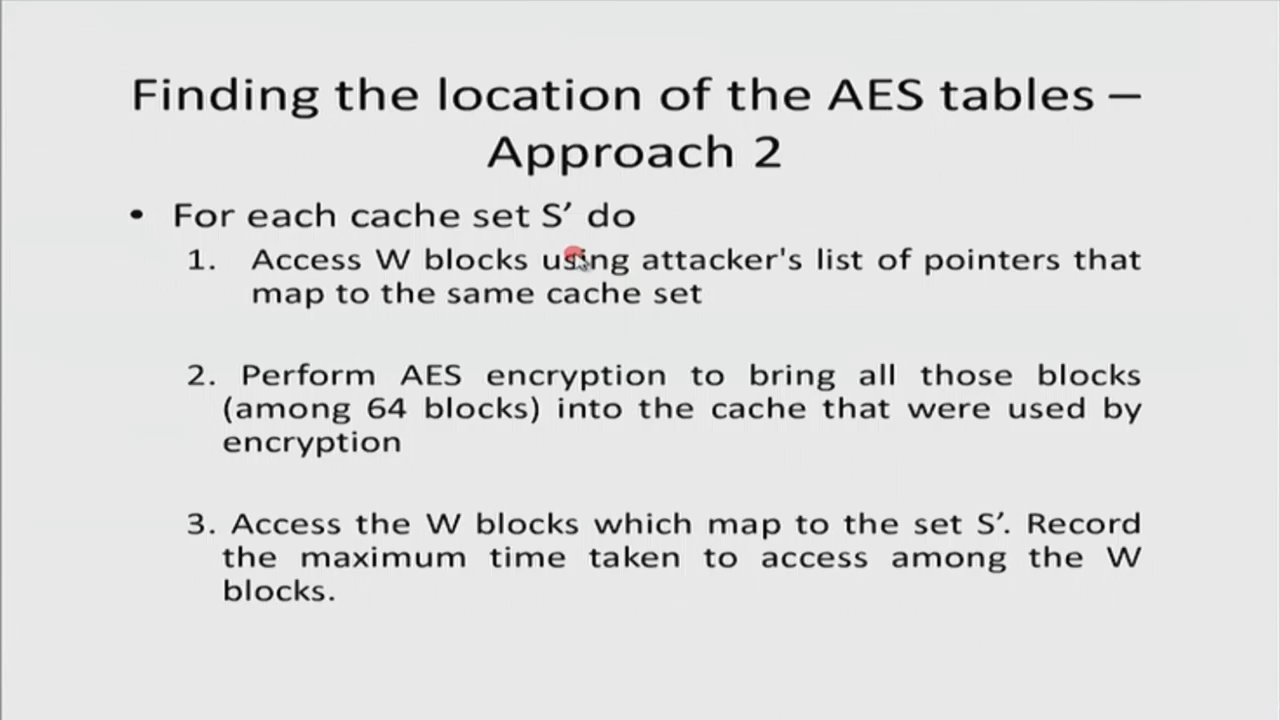 Finding the location of the AES tables –
Approach 2
• For each cache set S’ do
1. Access W blocks using attacker's list of pointers that
map to the same cache set
2. Perform AES encryption to bring all those blocks
(among 64 blocks) into the cache that were used by
encryption
3. Access the W blocks which map to the set S’. Record
the maximum time taken to access among the W
blocks.